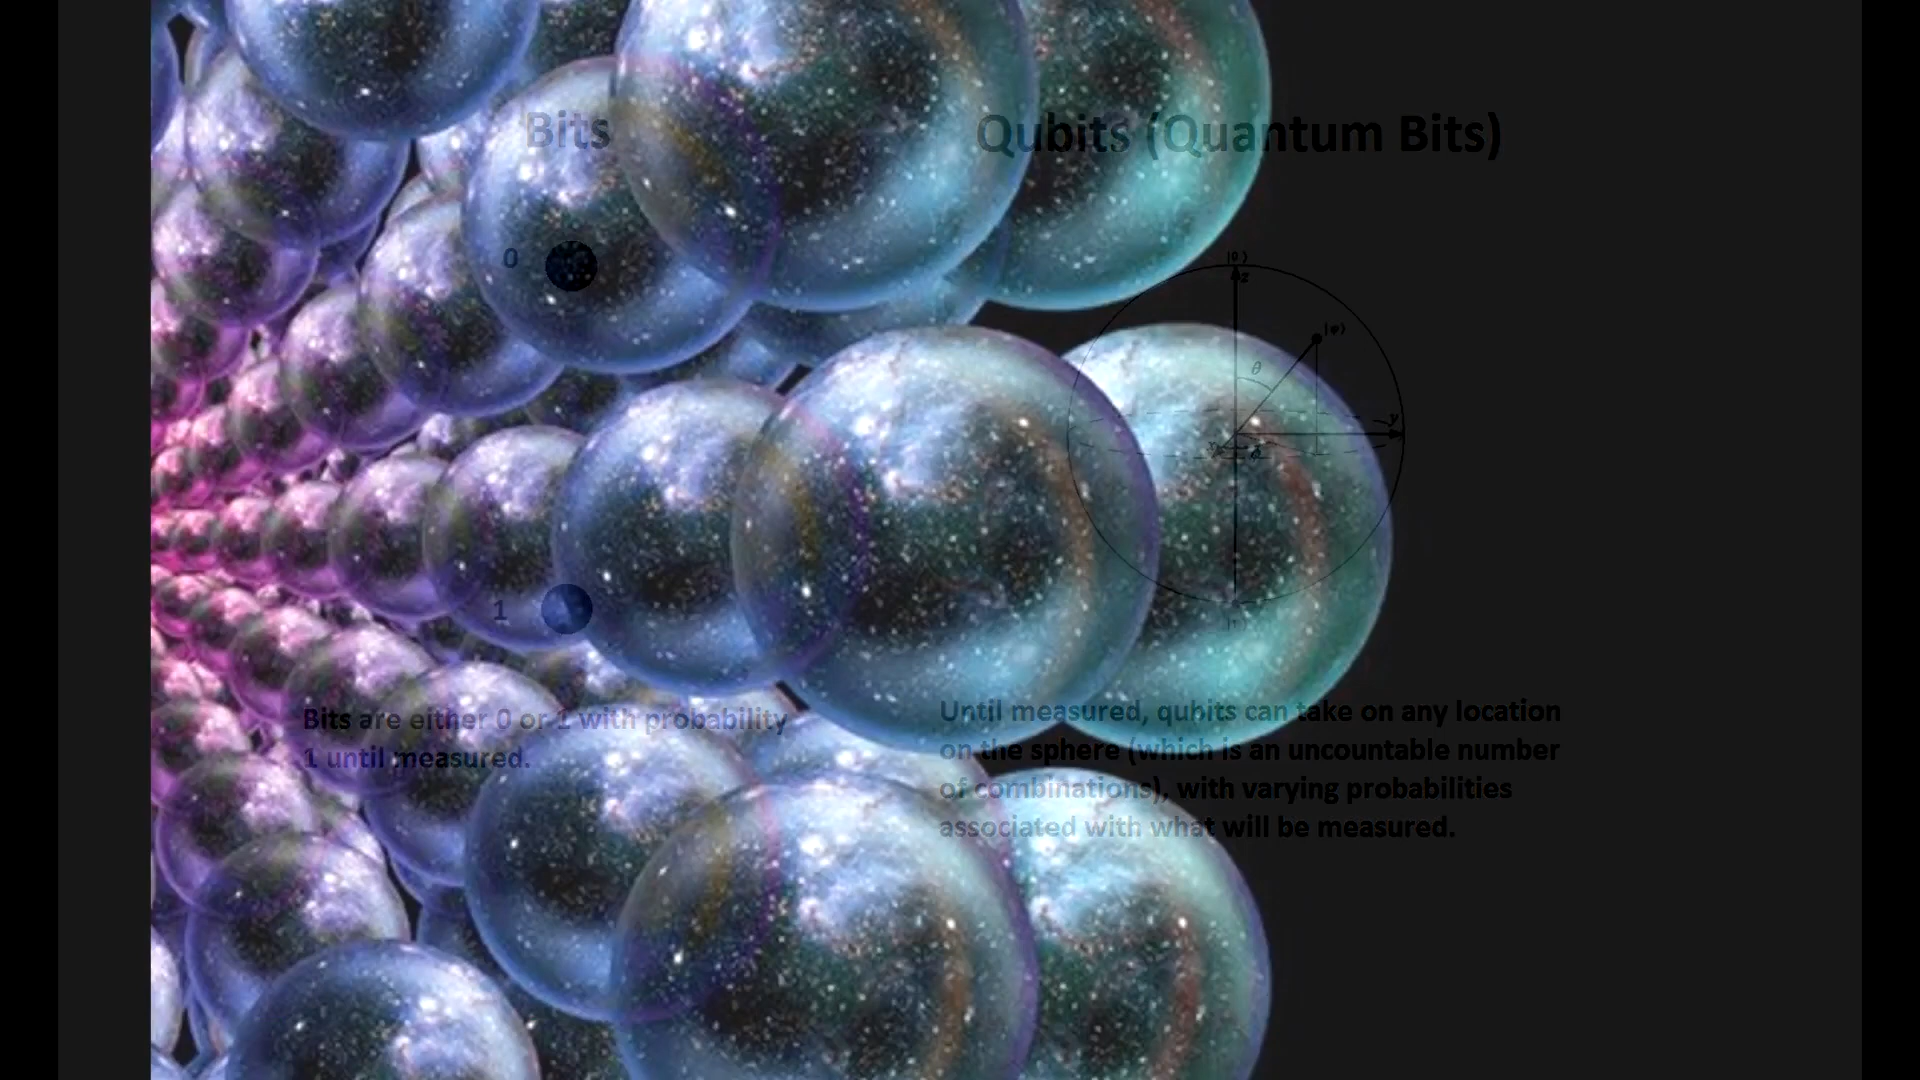 Bits
Qubits (Quantum Bits)
0
|0⟩
z
|φ⟩
θ
y
1
Bits are either 0 or 1 with probability
1 until measured.
Until measured, qubits can take on any location
on the sphere (which is an uncountable number
of combinations), with varying probabilities
associated with what will be measured.